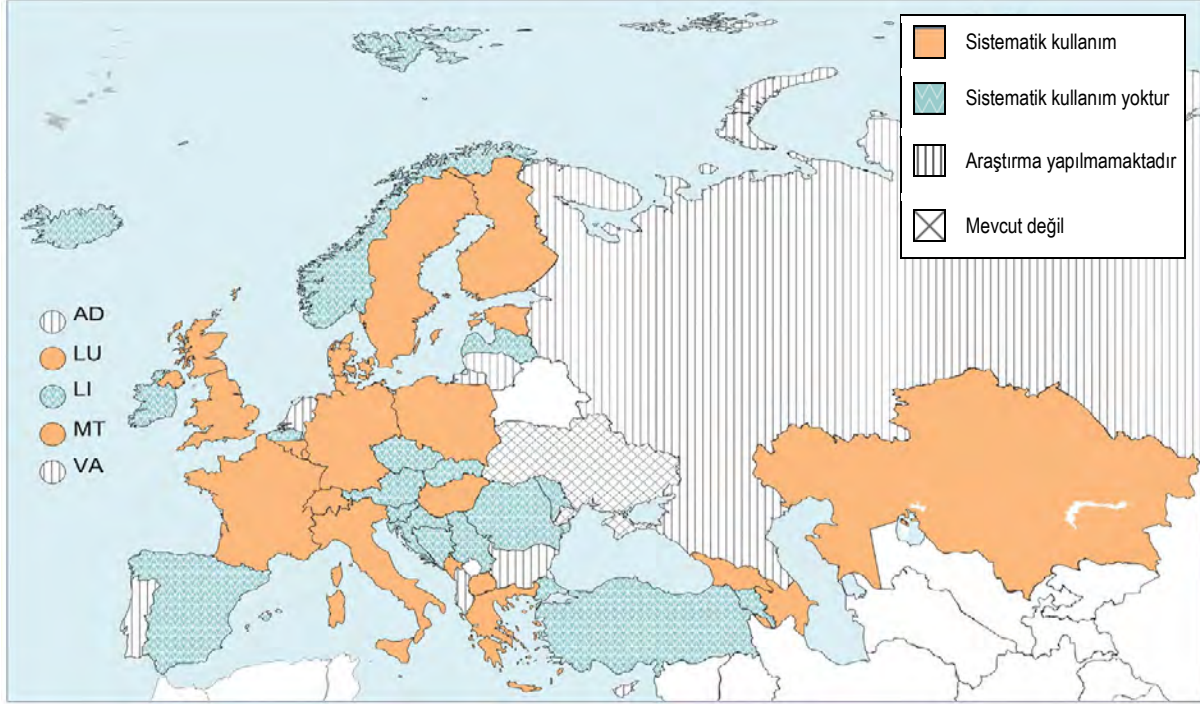 Sistematik kullanım
Sistematik kullanım yoktur
Araştırma yapılmamaktadır
Mevcut değil
AD
LU
LI
MT
VA